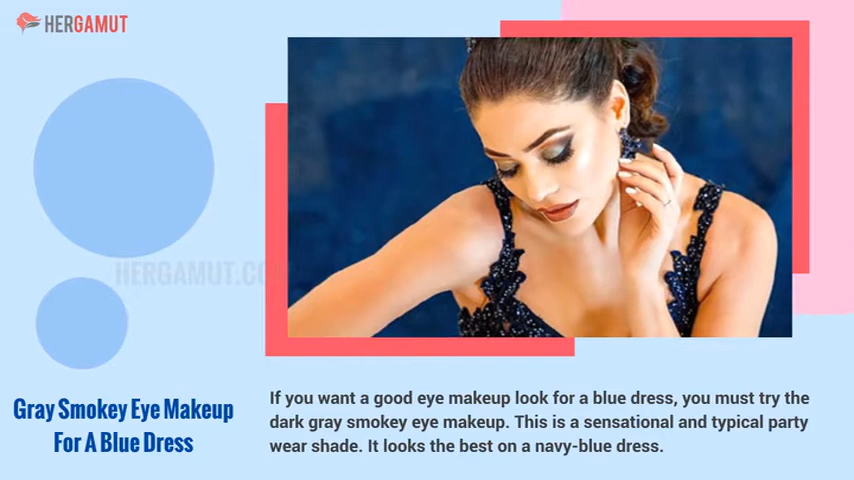 HERGAMUT
HERGAMUT.CO
Gray Smokey Eye Makeup
For A Blue Dress
If you want a good eye makeup look for a blue dress, you must try the
dark gray smokey eye makeup. This is a sensational and typical party
wear shade. It looks the best on a navy-blue dress.